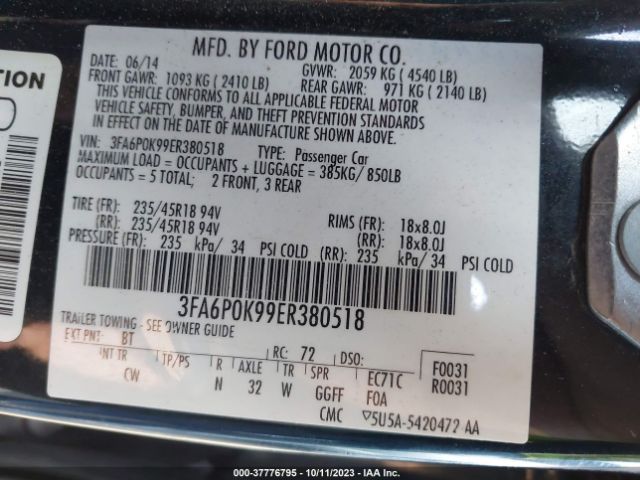 TION
MFD. BY FORD MOTOR CO.
DATE: 06/14 GVWR: 2059 KG ( 4540 LB)
FRONT GAWR: 1093 KG ( 2410 LB) REAR GAWR: 971 KG ( 2140 LB)
THIS VEHICLE CONFORMS TO ALL APPLICABLE FEDERAL MOTOR
VEHICLE SAFETY, BUMPER, AND THEFT PREVENTION STANDARDS
IN EFFECT ON THE DATE OF MANUFACTURE SHOWN ABOVE.
VIN: 3FA6P0K99ER380518 TYPE: Passenger Car
MAXIMUM LOAD = OCCUPANTS + LUGGAGE = 385KG/ 850LB
OCCUPANTS = 5 TOTAL; 2 FRONT, 3 REAR
TIRE (FR): 235/45R18 94V RIMS (FR): 18x8.0J
(RR): 235/45R18 94V (RR): 18x8.0J
PRESSURE (FR): 235 kPa/ 34 PSI COLD (RR): 235 kPa/ 34 PSI COLD
3FA6P0K99ER380518
TRAILER TOWING - SEE OWNER GUIDE
EXT PNT: BT RC: 72 DSO: F0031
INT TR TP/PS R AXLE TR SPR EC71C R0031
CW N 32 W GGFF FOA
CMC 5U5A-5420472 AA
000-37776795 - 10/11/2023 - IAA Inc.